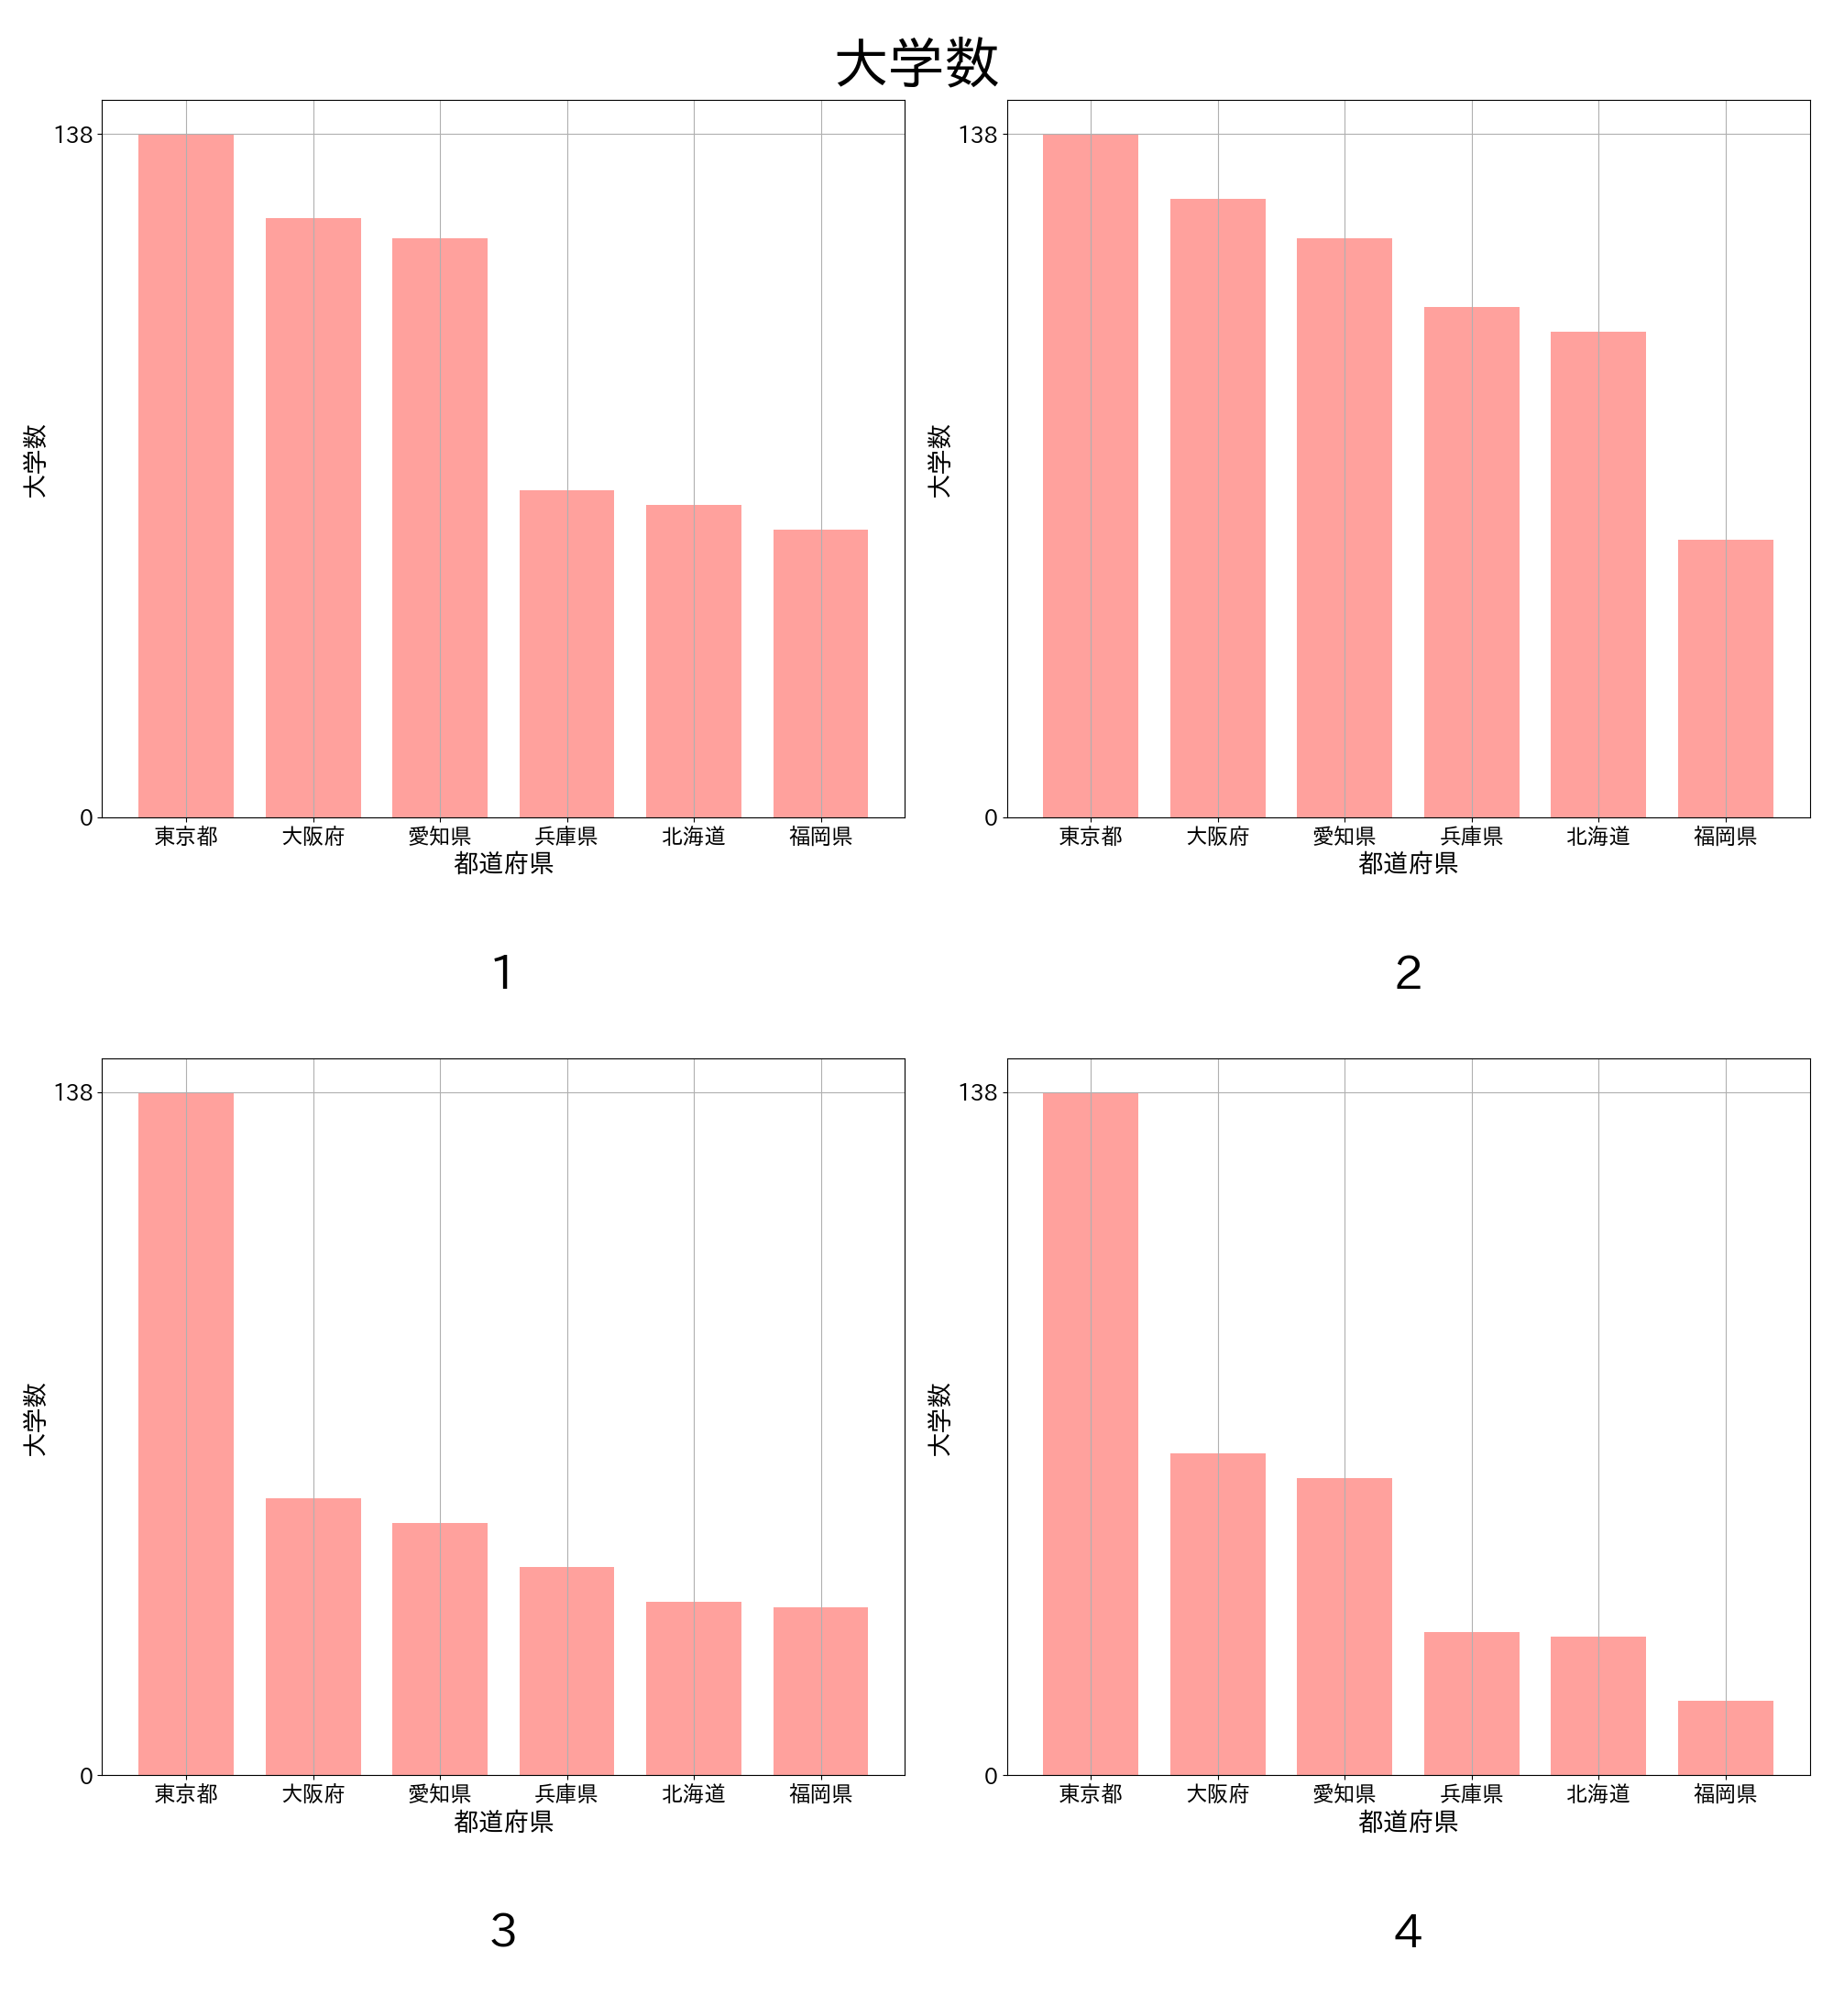 大学数
138
0
大学数
東京都 大阪府 愛知県 兵庫県 北海道 福岡県
都道府県
1
138
0
大学数
東京都 大阪府 愛知県 兵庫県 北海道 福岡県
都道府県
2
138
0
大学数
東京都 大阪府 愛知県 兵庫県 北海道 福岡県
都道府県
3
138
0
大学数
東京都 大阪府 愛知県 兵庫県 北海道 福岡県
都道府県
4